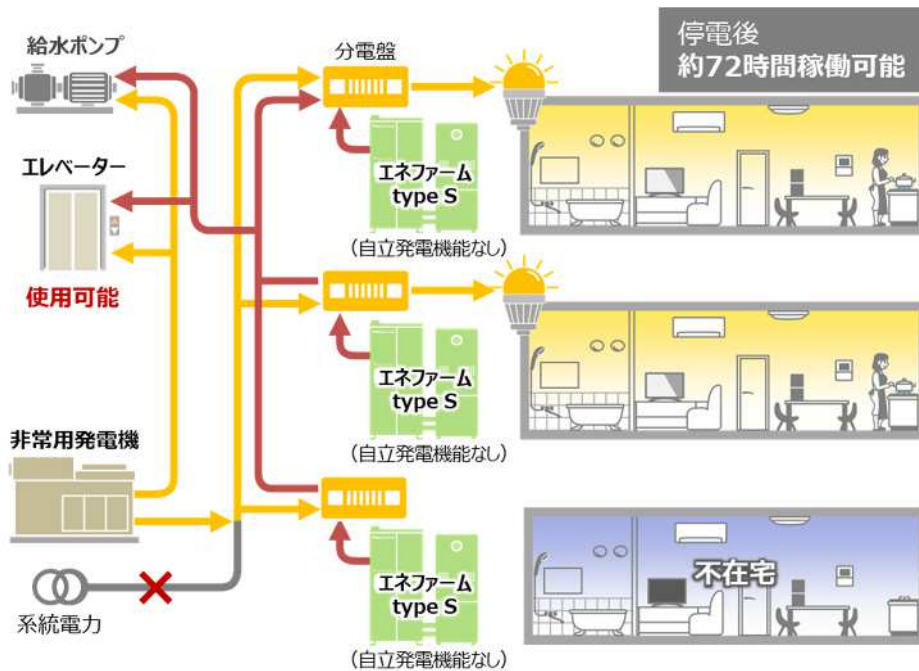 停電後
約72時間稼働可能
給水ポンプ
分電盤
エネファーム
type S
(自立発電機能なし)
エレベーター
使用可能
エネファーム
type S
(自立発電機能なし)
非常用発電機
系統電力
エネファーム
type S
(自立発電機能なし)
不在宅